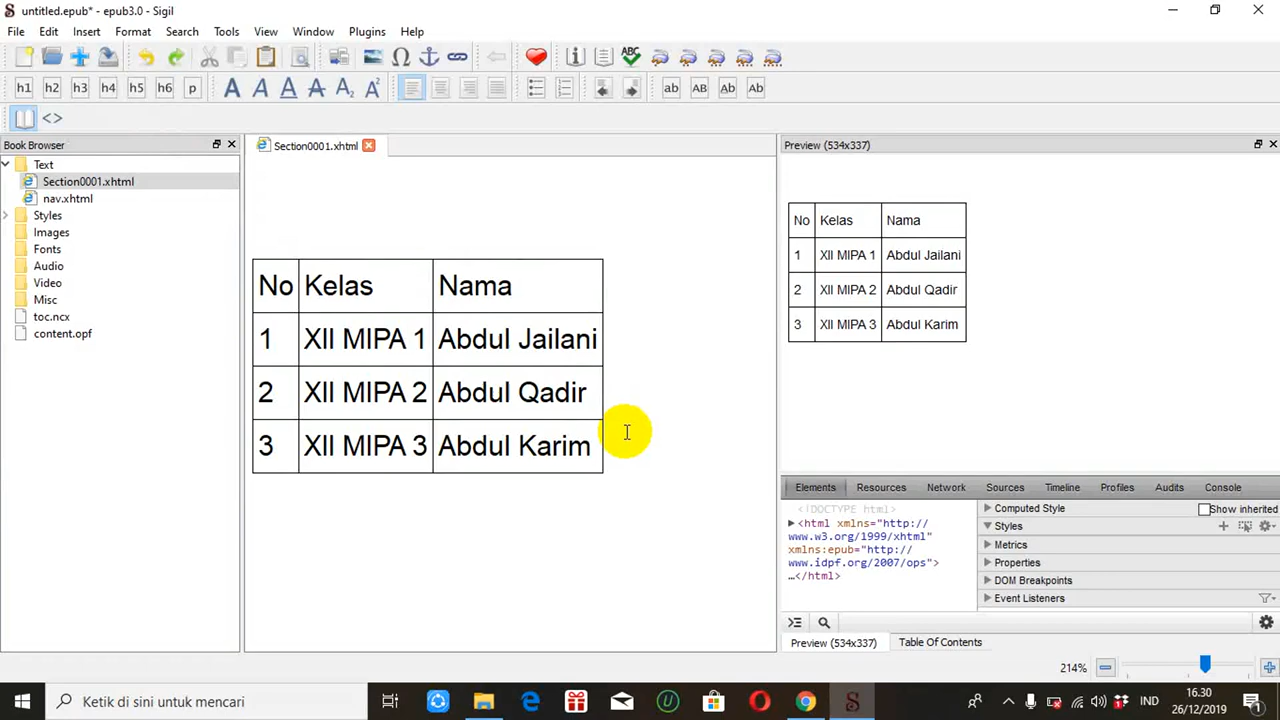 untitled.epub* - epub3.0 - Sigil
File Edit Insert Format Search Tools View Window Plugins Help
h1 h2 h3 h4 h5 h6 p A A A A A₂ A² ab AB Ab Ab
ABC
<>
Book Browser
Text
Section0001.xhtml
nav.xhtml
Styles
Images
Fonts
Audio
Video
Misc
toc.ncx
content.opf
Section0001.xhtml
No Kelas Nama
1 XII MIPA 1 Abdul Jailani
2 XII MIPA 2 Abdul Qadir
3 XII MIPA 3 Abdul Karim
Preview (534x337)
No Kelas Nama
1 XII MIPA 1 Abdul Jailani
2 XII MIPA 2 Abdul Qadir
3 XII MIPA 3 Abdul Karim
Elements Resources Network Sources Timeline Profiles Audits Console
<!DOCTYPE html>
<html xmlns="http://
www.w3.org/1999/xhtml"
xmlns:epub="http://
www.idpf.org/2007/ops">
…</html>
Computed Style Show inherited
Styles
Metrics
Properties
DOM Breakpoints
Event Listeners
Preview (534x337) Table Of Contents
214%
Ketik di sini untuk mencari
IND
16.30
26/12/2019
1